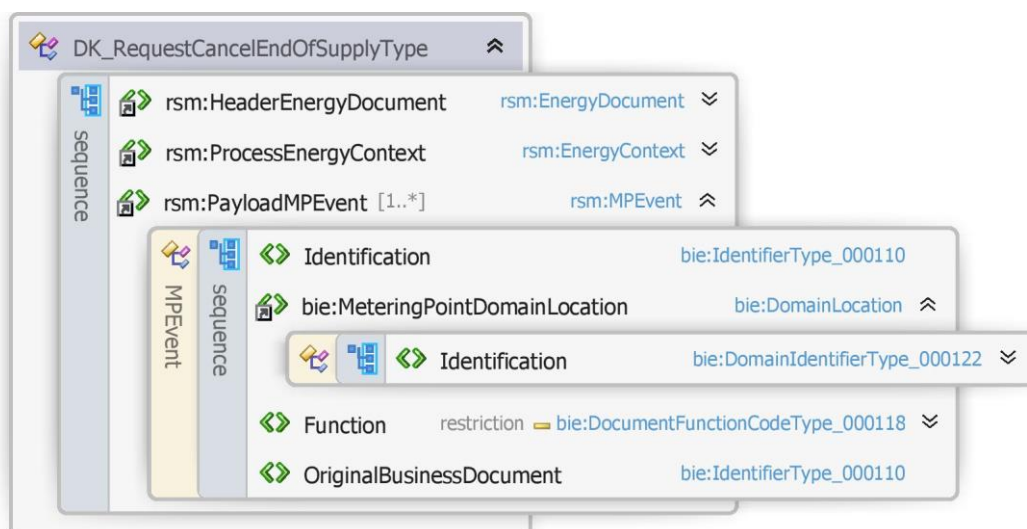 DK_RequestCancelEndOfSupplyType
sequence
rsm:HeaderEnergyDocument rsm:EnergyDocument
rsm:ProcessEnergyContext rsm:EnergyContext
rsm:PayloadMPEvent [1..*] rsm:MPEvent
MPEvent
sequence
Identification bie:IdentifierType_000110
bie:MeteringPointDomainLocation bie:DomainLocation
Identification bie:DomainIdentifierType_000122
Function restriction bie:DocumentFunctionCodeType_000118
OriginalBusinessDocument bie:IdentifierType_000110